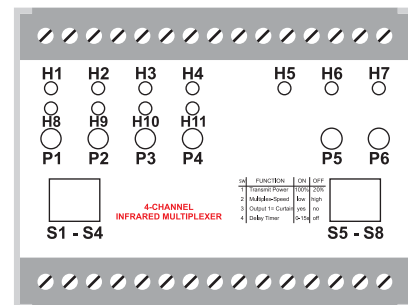 H1 H2 H3 H4 H5 H6 H7
H8 H9 H10 H11
P1 P2 P3 P4 P5 P6
SW FUNCTION ON OFF
1 Transmit Power 100% 20%
2 Multiplex-Speed low high
3 Output 1= Curtain yes no
4 Delay Timer 0-15s off
4-CHANNEL
INFRARED MULTIPLEXER
S1 - S4 S5 - S8